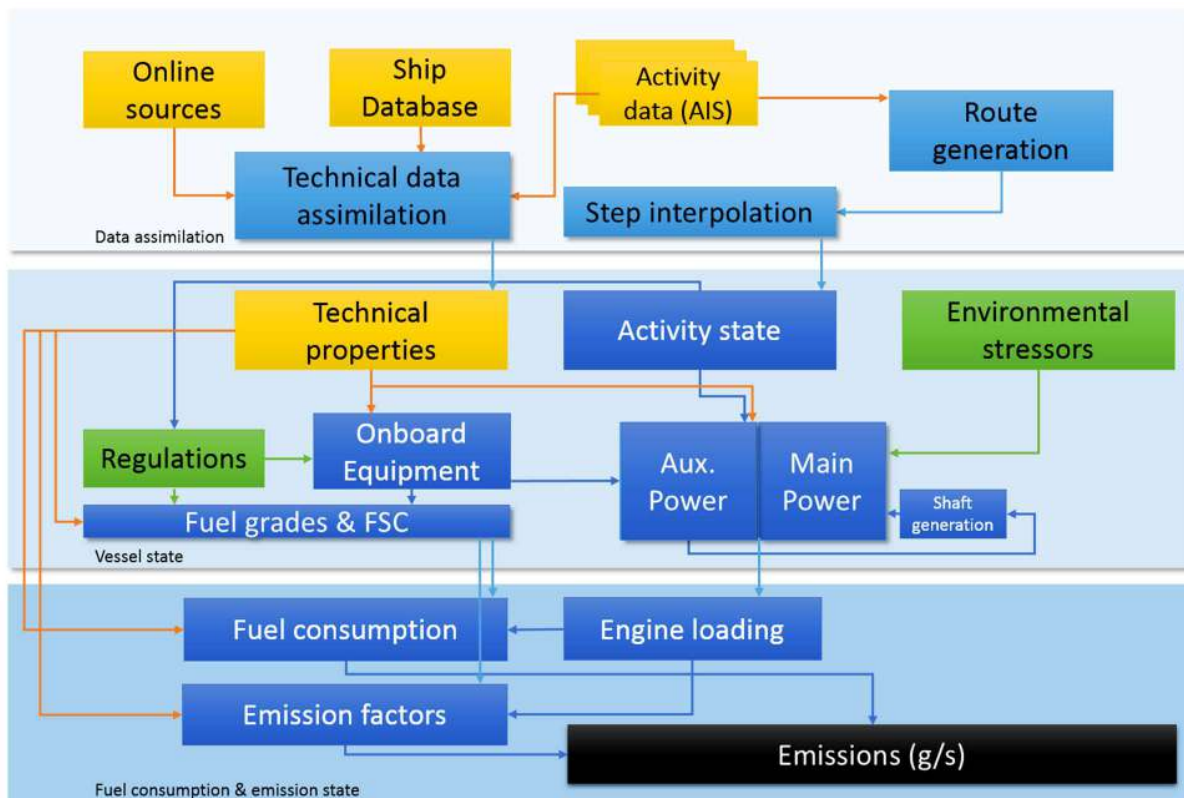 Online
sources
Ship
Database
Activity
data (AIS)
Route
generation
Technical data
assimilation
Step interpolation
Data assimilation
Technical
properties
Activity state
Environmental
stressors
Regulations
Onboard
Equipment
Aux.
Power
Main
Power
Shaft
generation
Fuel grades & FSC
Vessel state
Fuel consumption
Engine loading
Emission factors
Emissions (g/s)
Fuel consumption & emission state